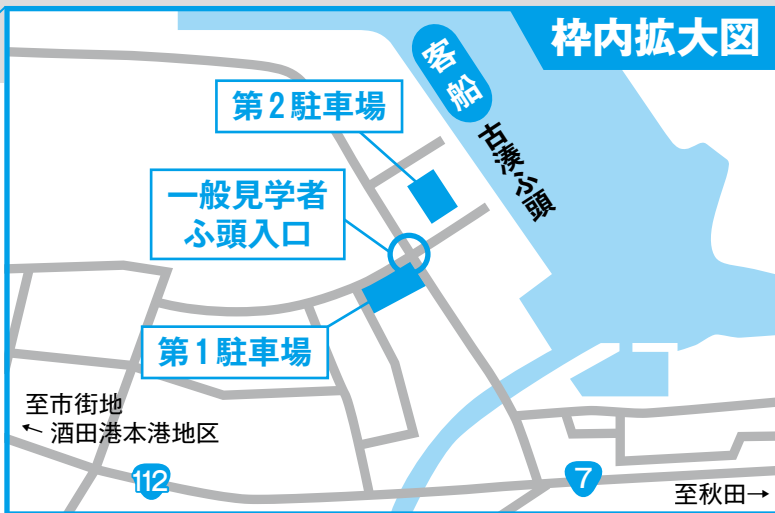 枠内拡大図
客船
古湊ふ頭
第2駐車場
一般見学者
ふ頭入口
第1駐車場
至市街地
← 酒田港本港地区
112
7
至秋田→